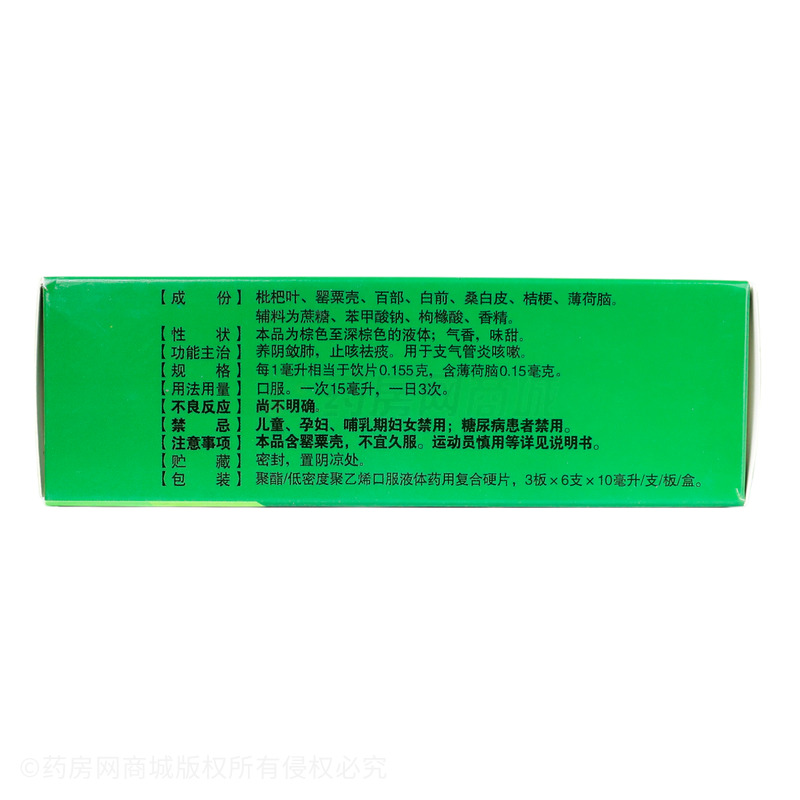 【成份】枇杷叶、罂粟壳、百部、白前、桑白皮、桔梗、薄荷脑。
辅料为蔗糖、苯甲酸钠、枸橼酸、香精。
【性状】本品为棕色至深棕色的液体；气香，味甜。
【功能主治】养阴敛肺，止咳祛痰。用于支气管炎咳嗽。
【规格】每1毫升相当于饮片0.155克，含薄荷脑0.15毫克。
【用法用量】口服。一次15毫升，一日3次。
【不良反应】尚不明确。
【禁忌】儿童、孕妇、哺乳期妇女禁用；糖尿病患者禁用。
【注意事项】本品含罂粟壳，不宜久服。运动员慎用等详见说明书。
【贮藏】密封，置阴凉处。
【包装】聚酯/低密度聚乙烯口服液体药用复合硬片，3板×6支×10毫升/支/板/盒。
药房网商城
©药房网商城版权所有侵权必究